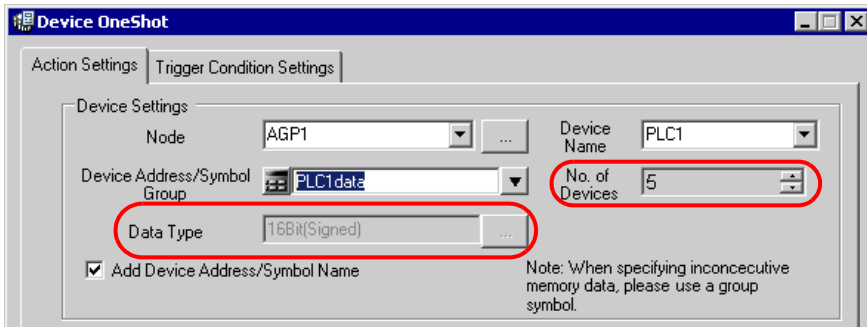 Device OneShot
Action Settings Trigger Condition Settings
Device Settings
Node AGP1 ... Device Name PLC1
Device Address/Symbol Group PLC1data No. of Devices 5
Data Type 16Bit(Signed) ...
Add Device Address/Symbol Name
Note: When specifying inconcecutive
memory data, please use a group
symbol.